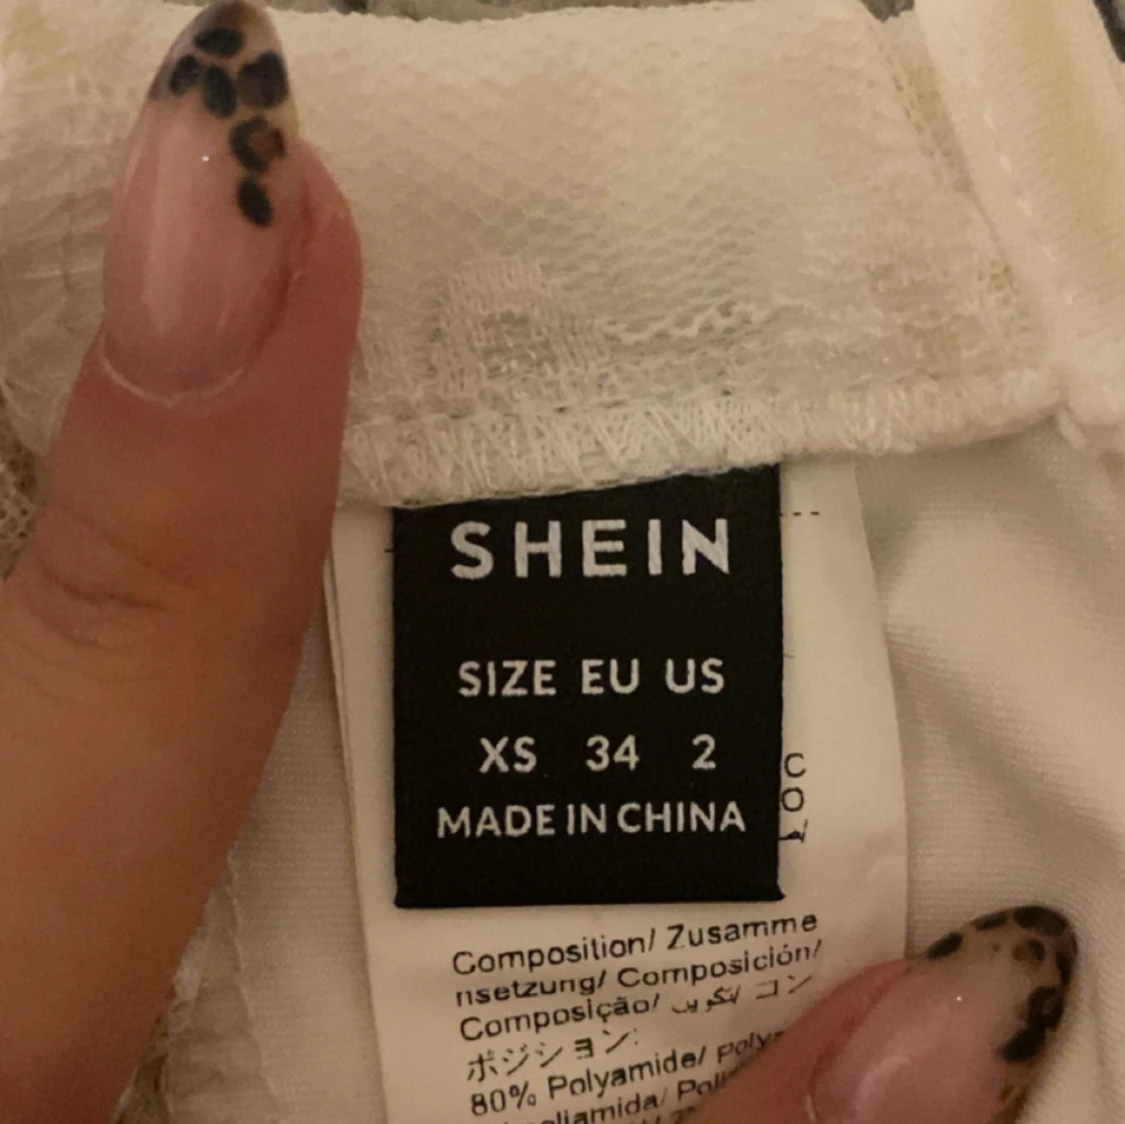 SHEIN
SIZE EU US
XS 34 2
MADE IN CHINA
C
O
Composition/ Zusamme
nsetzung/ Composición/
Composição/ التكوين/ コン
ポジション:
80% Polyamide/